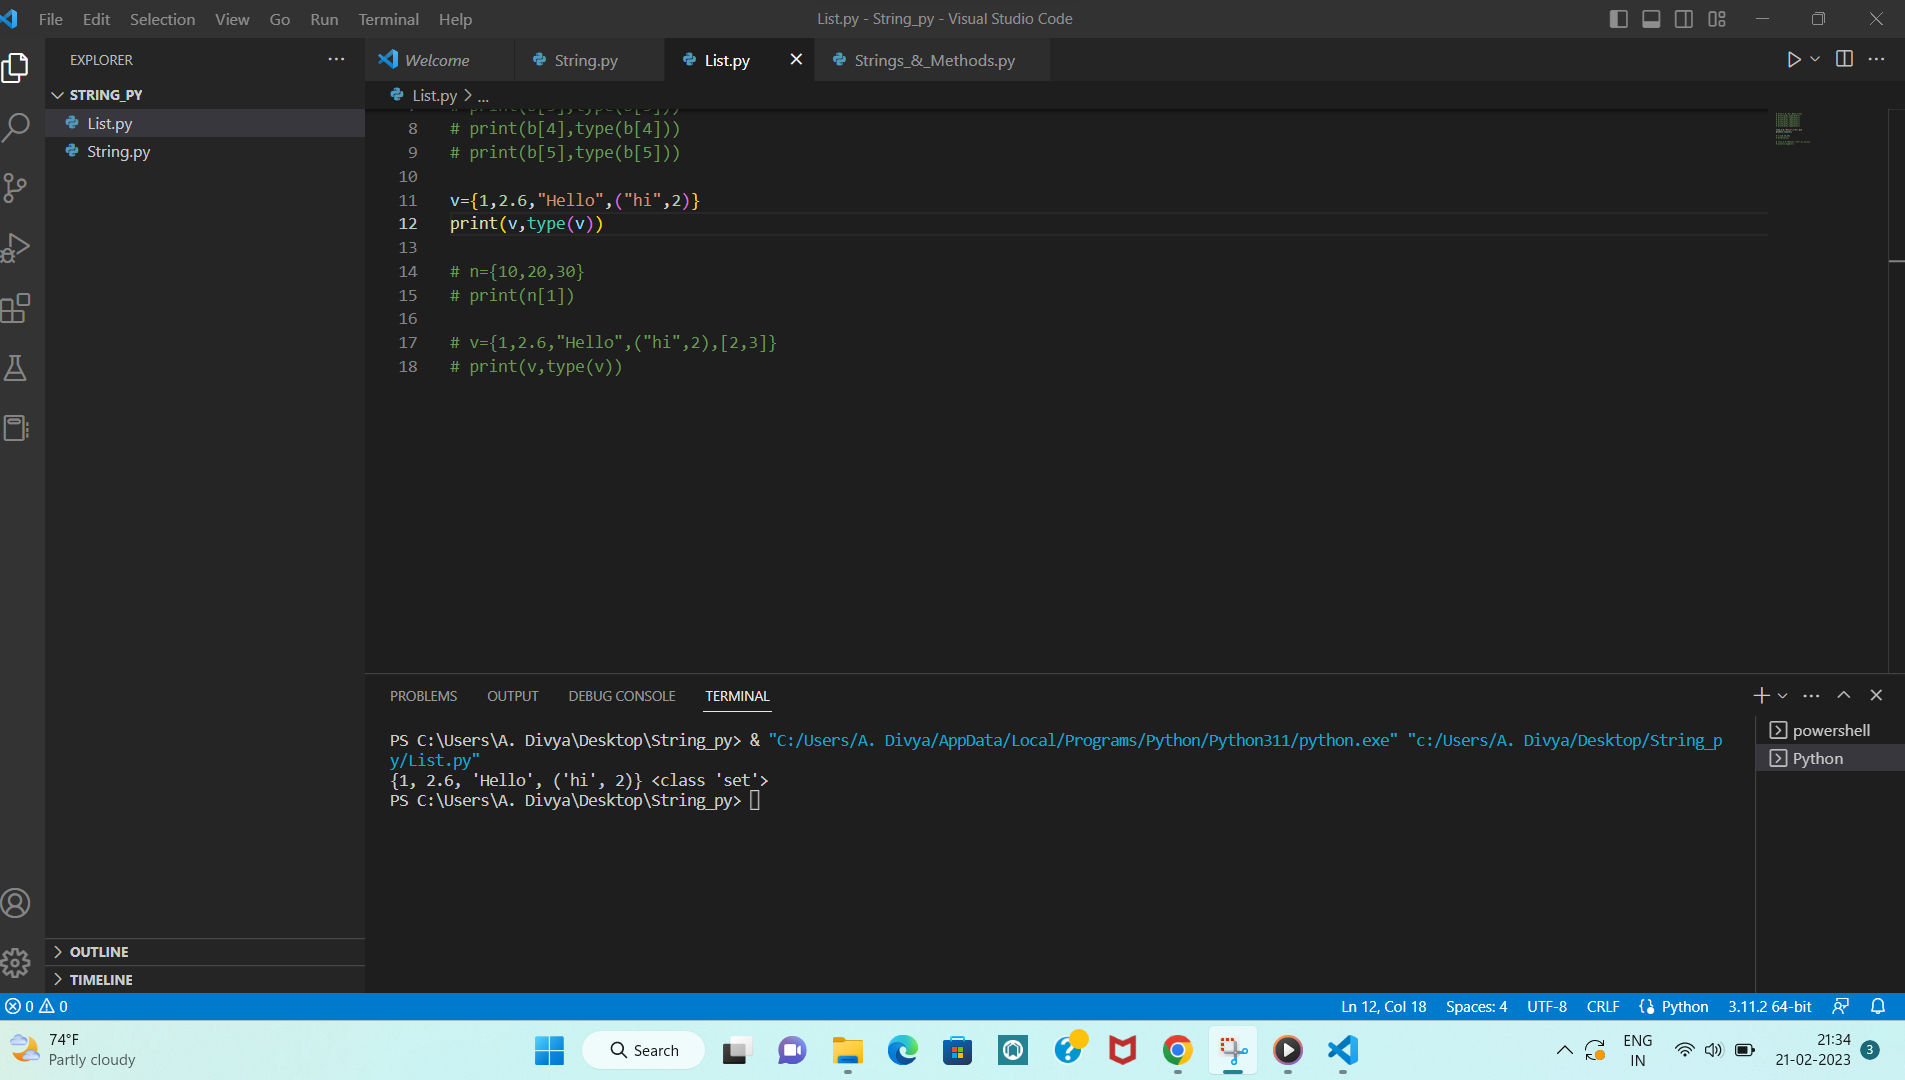 File Edit Selection View Go Run Terminal Help
List.py - String_py - Visual Studio Code
EXPLORER
Welcome String.py List.py Strings_&_Methods.py
STRING_PY
List.py
String.py
List.py > ...
8 # print(b[4],type(b[4]))
9 # print(b[5],type(b[5]))
10
11 v={1,2.6,"Hello",("hi",2)}
12 print(v,type(v))
13
14 # n={10,20,30}
15 # print(n[1])
16
17 # v={1,2.6,"Hello",("hi",2),[2,3]}
18 # print(v,type(v))
PROBLEMS OUTPUT DEBUG CONSOLE TERMINAL
PS C:\Users\A. Divya\Desktop\String_py> & "C:/Users/A. Divya/AppData/Local/Programs/Python/Python311/python.exe" "c:/Users/A. Divya/Desktop/String_p
y/List.py"
{1, 2.6, 'Hello', ('hi', 2)} <class 'set'>
PS C:\Users\A. Divya\Desktop\String_py>
powershell
Python
OUTLINE
TIMELINE
0 0
Ln 12, Col 18 Spaces: 4 UTF-8 CRLF Python 3.11.2 64-bit
74°F
Partly cloudy
Search
ENG
IN
21:34
21-02-2023
3